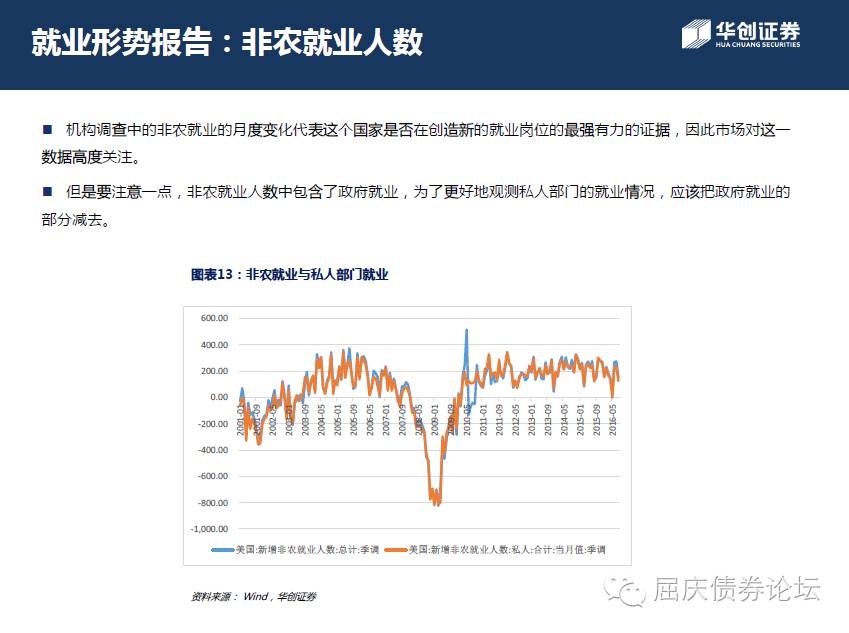 就业形势报告：非农就业人数
华创证券
HUA CHUANG SECURITIES
■ 机构调查中的非农就业的月度变化代表这个国家是否在创造新的就业岗位的最强有力的证据，因此市场对这一
数据高度关注。
■ 但是要注意一点，非农就业人数中包含了政府就业，为了更好地观测私人部门的就业情况，应该把政府就业的
部分减去。
图表13：非农就业与私人部门就业
600.00
400.00
200.00
0.00
-200.00
-400.00
-600.00
-800.00
-1,000.00
2001-01
2001-09
2002-05
2003-01
2003-09
2004-05
2005-01
2005-09
2006-05
2007-01
2007-09
2008-05
2009-01
2009-09
2010-05
2011-01
2011-09
2012-05
2013-01
2013-09
2014-05
2015-01
2015-09
2016-05
美国:新增非农就业人数:总计:季调
美国:新增非农就业人数:私人:合计:当月值:季调
资料来源： Wind，华创证券
屈庆债券论坛